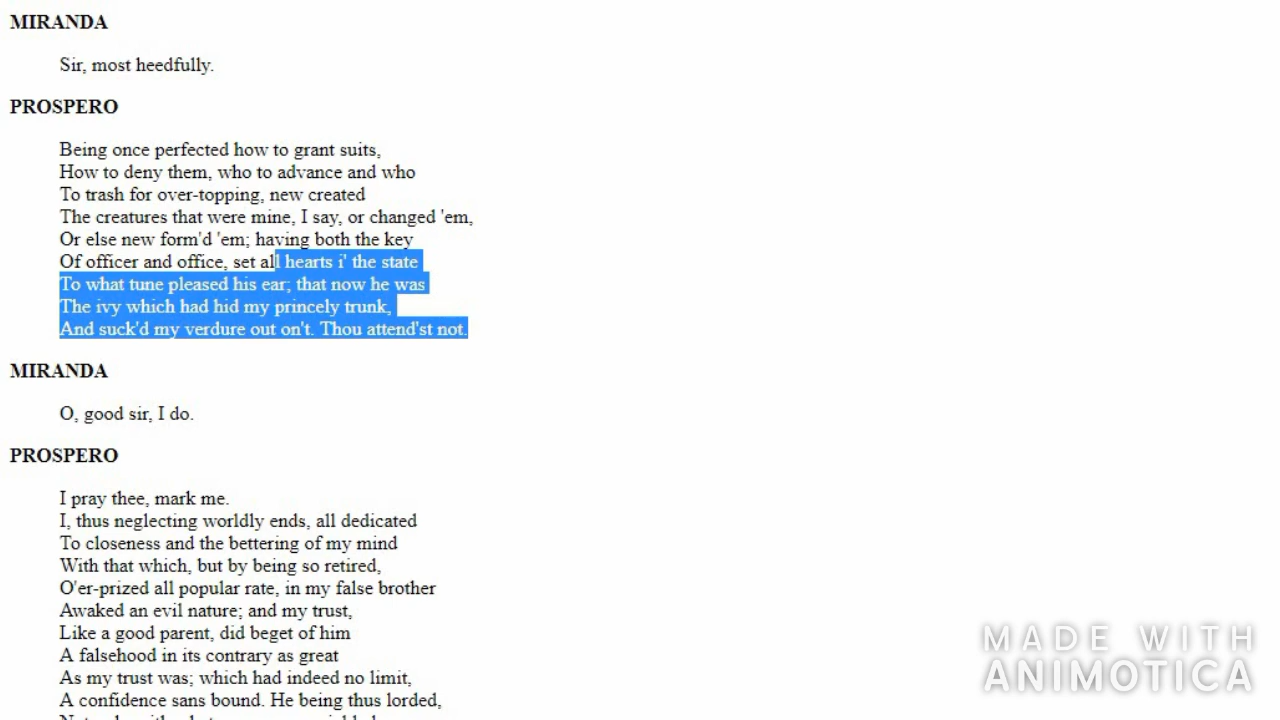 MIRANDA
Sir, most heedfully.
PROSPERO
Being once perfected how to grant suits,
How to deny them, who to advance and who
To trash for over-topping, new created
The creatures that were mine, I say, or changed 'em,
Or else new form'd 'em; having both the key
Of officer and office, set all hearts i' the state
To what tune pleased his ear; that now he was
The ivy which had hid my princely trunk,
And suck'd my verdure out on't. Thou attend'st not.
MIRANDA
O, good sir, I do.
PROSPERO
I pray thee, mark me.
I, thus neglecting worldly ends, all dedicated
To closeness and the bettering of my mind
With that which, but by being so retired,
O'er-prized all popular rate, in my false brother
Awaked an evil nature; and my trust,
Like a good parent, did beget of him
A falsehood in its contrary as great
As my trust was; which had indeed no limit,
A confidence sans bound. He being thus lorded,
MADE WITH
ANIMOTICA